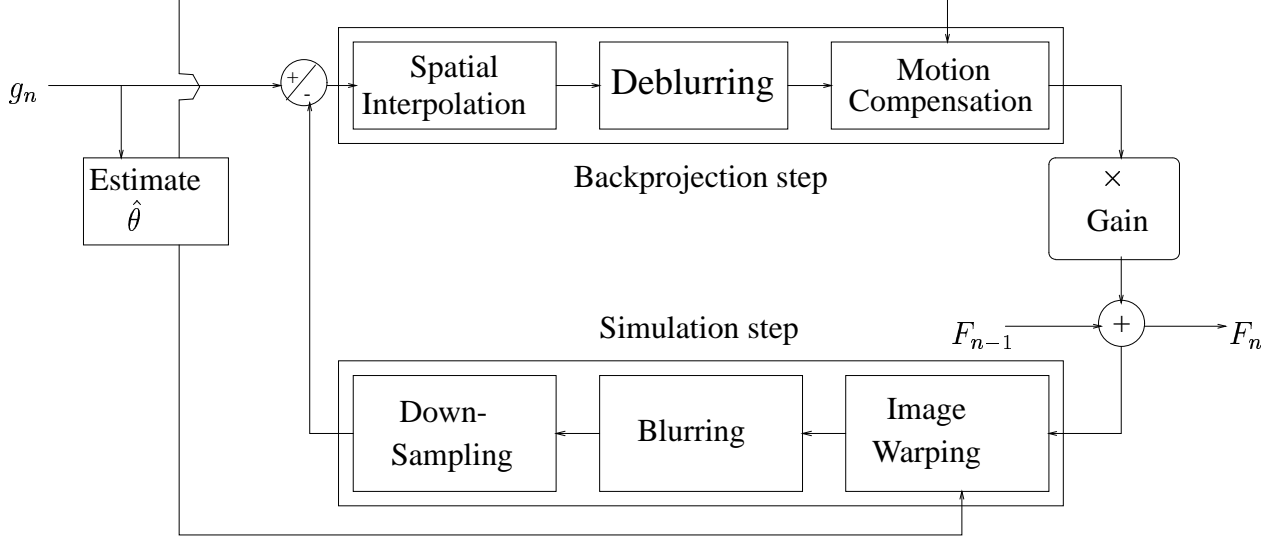 g_n
+
-
Spatial
Interpolation
Deblurring
Motion
Compensation
Estimate
θ̂
Backprojection step
×
Gain
Simulation step
F_{n-1}
+
F_n
Down-
Sampling
Blurring
Image
Warping